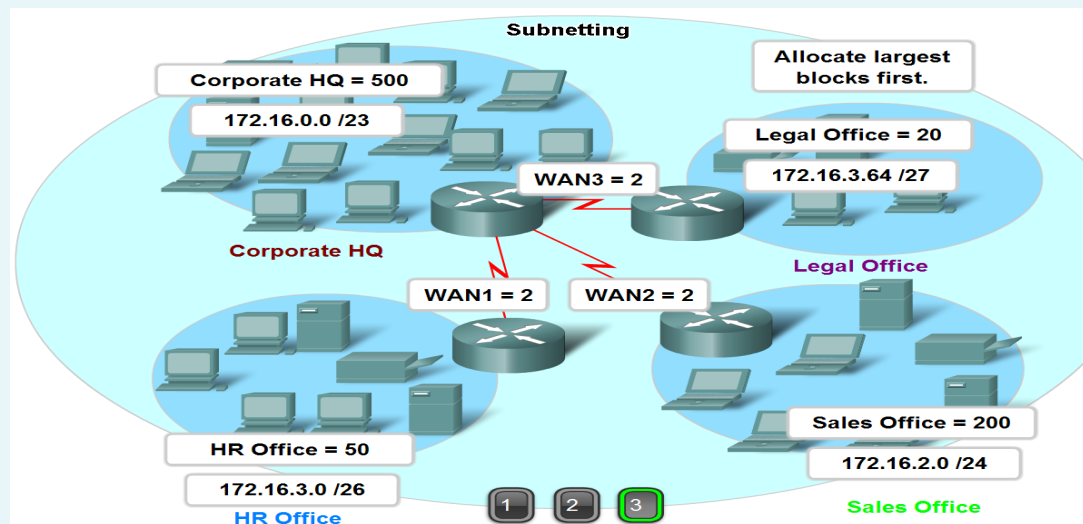 Subnetting
Corporate HQ = 500
172.16.0.0 /23
Allocate largest
blocks first.
Legal Office = 20
172.16.3.64 /27
WAN3 = 2
Corporate HQ
Legal Office
WAN1 = 2
WAN2 = 2
HR Office = 50
172.16.3.0 /26
HR Office
Sales Office = 200
172.16.2.0 /24
Sales Office
1
2
3